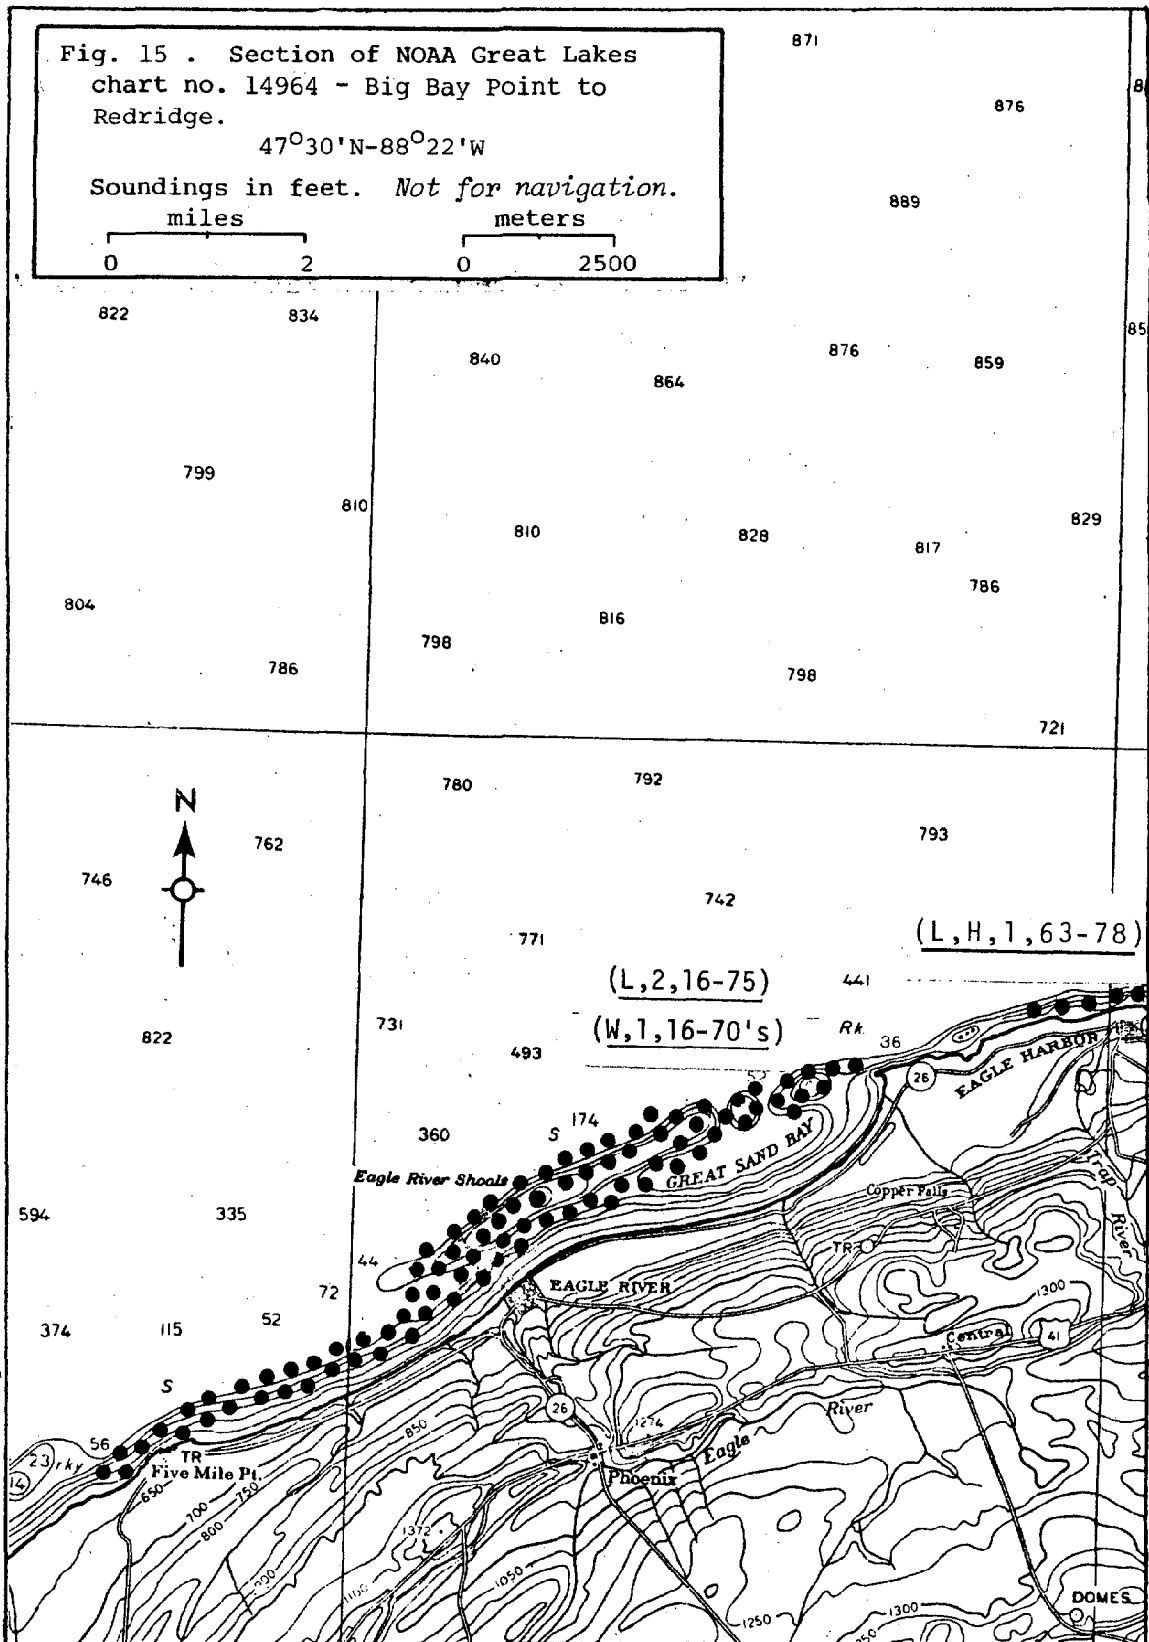 Fig. 15 . Section of NOAA Great Lakes
chart no. 14964 - Big Bay Point to
Redridge.
47°30'N-88°22'W
Soundings in feet. Not for navigation.
miles meters
0 2 0 2500
871
876
889
822 834
840 864 876 859
799
810 810 828 817 829
786
804 798 816
786 798
721
780 792
762 793
746 742
771
(L,H,1,63-78)
(L,2,16-75) 441
(W,1,16-70's) Rk. 36
822 731 493
26
EAGLE HARBOR
360 S 174
GREAT SAND BAY
Eagle River Shoals
Copper Falls
Trap River
594 335
TR
44
72
EAGLE RIVER
1300
374 115 52
Central 41
S
26
River
850
1274
Eagle
56
23 rky
14
TR
Five Mile Pt.
Phoenix
650
700 750
800
1372
900
1100 1050
1250 1300
DOMES